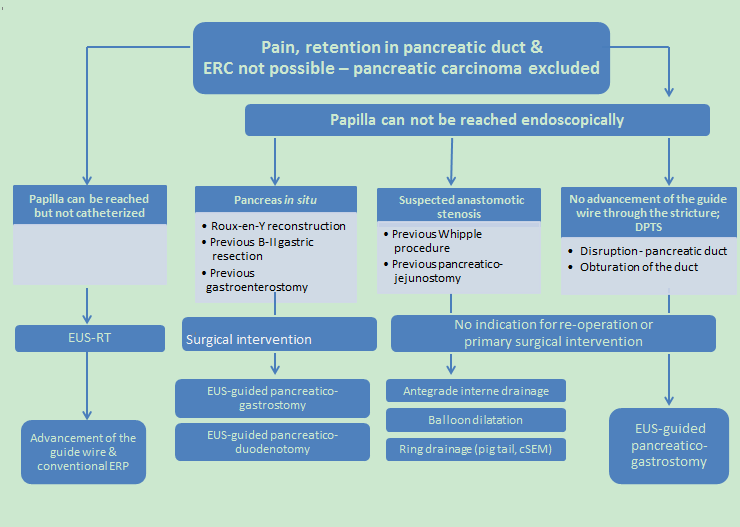 Pain, retention in pancreatic duct &
ERC not possible – pancreatic carcinoma excluded
Papilla can not be reached endoscopically
Papilla can be reached
but not catheterized
Pancreas in situ
• Roux-en-Y reconstruction
• Previous B-II gastric
resection
• Previous
gastroenterostomy
Suspected anastomotic
stenosis
• Previous Whipple
procedure
• Previous pancreatico-
jejunostomy
No advancement of the guide
wire through the stricture;
DPTS
• Disruption - pancreatic duct
• Obturation of the duct
EUS-RT
Surgical intervention
No indication for re-operation or
primary surgical intervention
Advancement of the
guide wire &
conventional ERP
EUS-guided pancreatico-
gastrostomy
EUS-guided pancreatico-
duodenotomy
Antegrade interne drainage
Balloon dilatation
Ring drainage (pig tail, cSEM)
EUS-guided
pancreatico-
gastrostomy